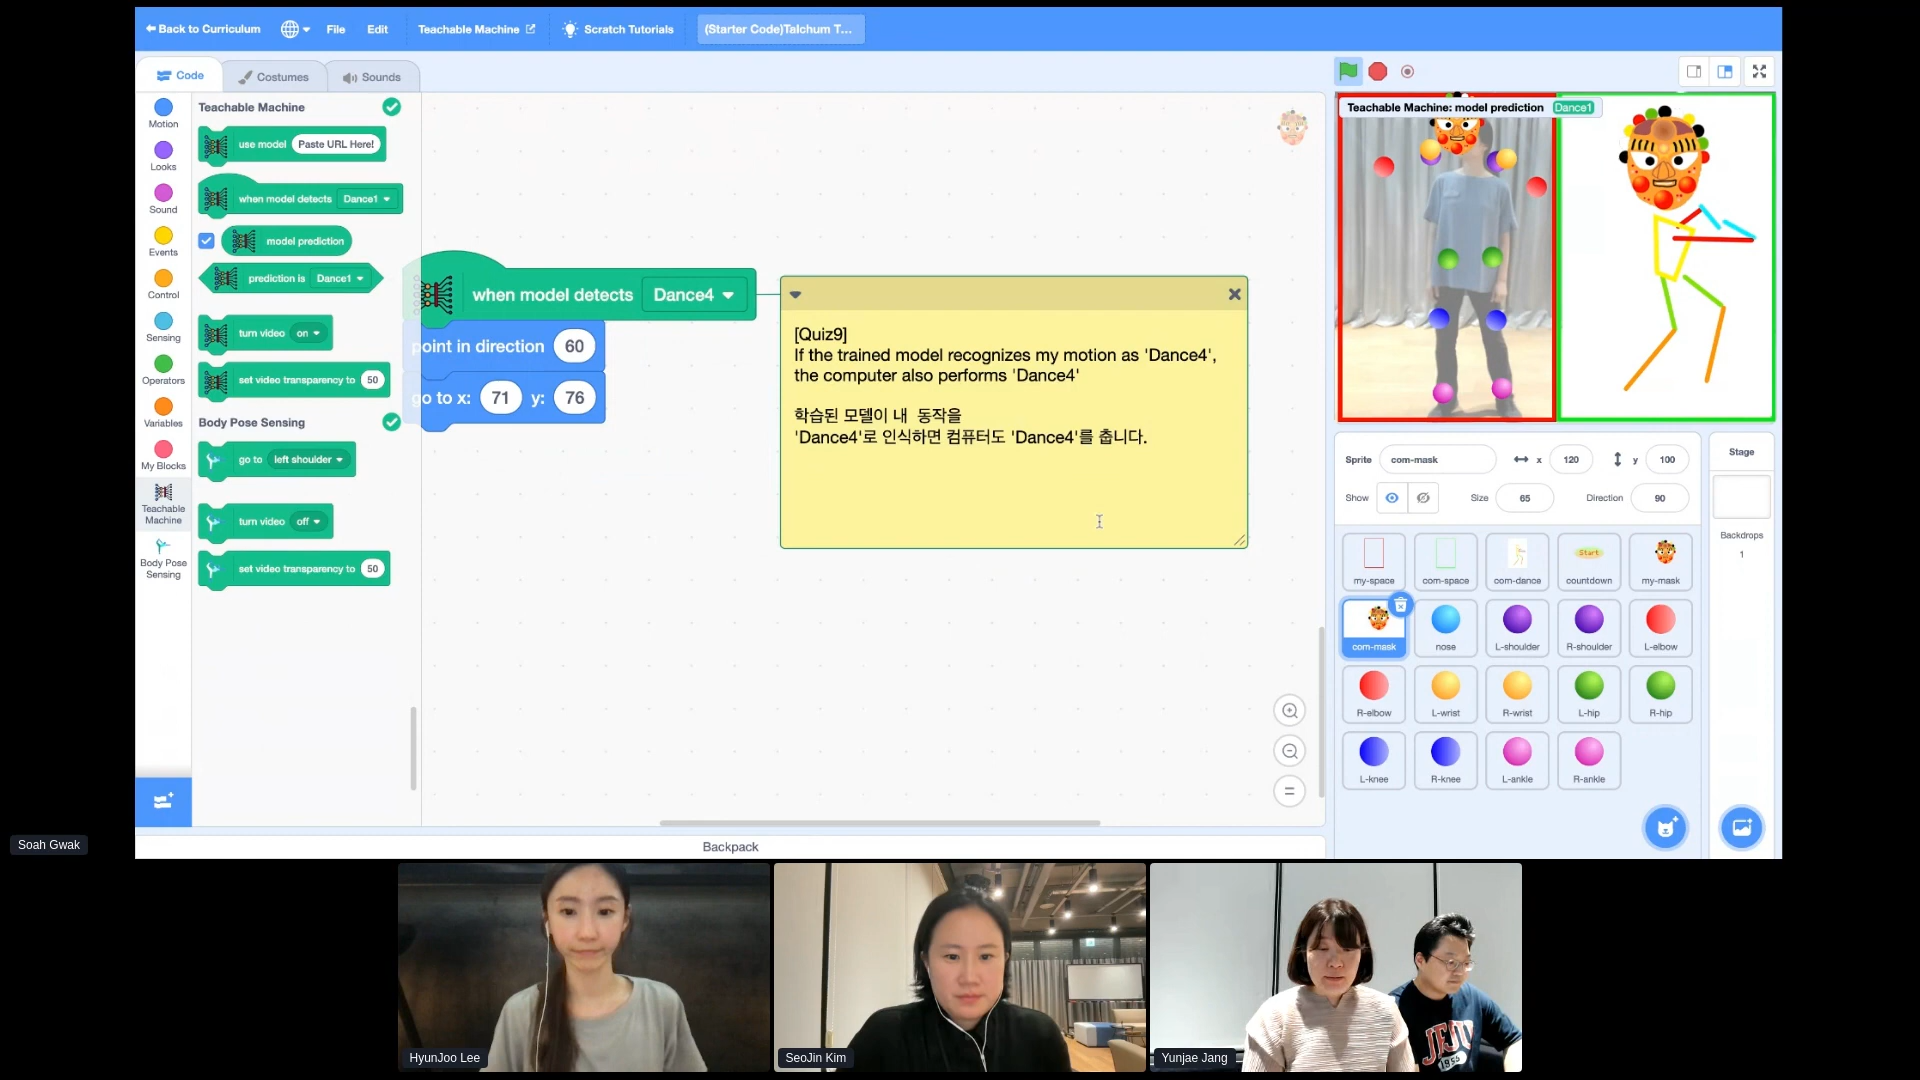 Back to Curriculum
File
Edit
Teachable Machine
Scratch Tutorials
(Starter Code)Talchum T...
Code
Costumes
Sounds
Motion
Looks
Sound
Events
Control
Sensing
Operators
Variables
My Blocks
Teachable
Machine
Body Pose
Sensing
Teachable Machine
use model Paste URL Here!
when model detects Dance1
model prediction
prediction is Dance1
turn video on
set video transparency to 50
Body Pose Sensing
go to left shoulder
turn video off
set video transparency to 50
when model detects Dance4
point in direction 60
go to x: 71 y: 76
[Quiz9]
If the trained model recognizes my motion as 'Dance4',
the computer also performs 'Dance4'
학습된 모델이 내 동작을
'Dance4'로 인식하면 컴퓨터도 'Dance4'를 춥니다.
Backpack
Teachable Machine: model prediction Dance1
Sprite com-mask x 120 y 100
Show Size 65 Direction 90
my-space com-space com-dance countdown my-mask
Start
com-mask nose L-shoulder R-shoulder L-elbow
R-elbow L-wrist R-wrist L-hip R-hip
L-knee R-knee L-ankle R-ankle
Stage
Backdrops
1
Soah Gwak
HyunJoo Lee
SeoJin Kim
Yunjae Jang
JEJU
1955